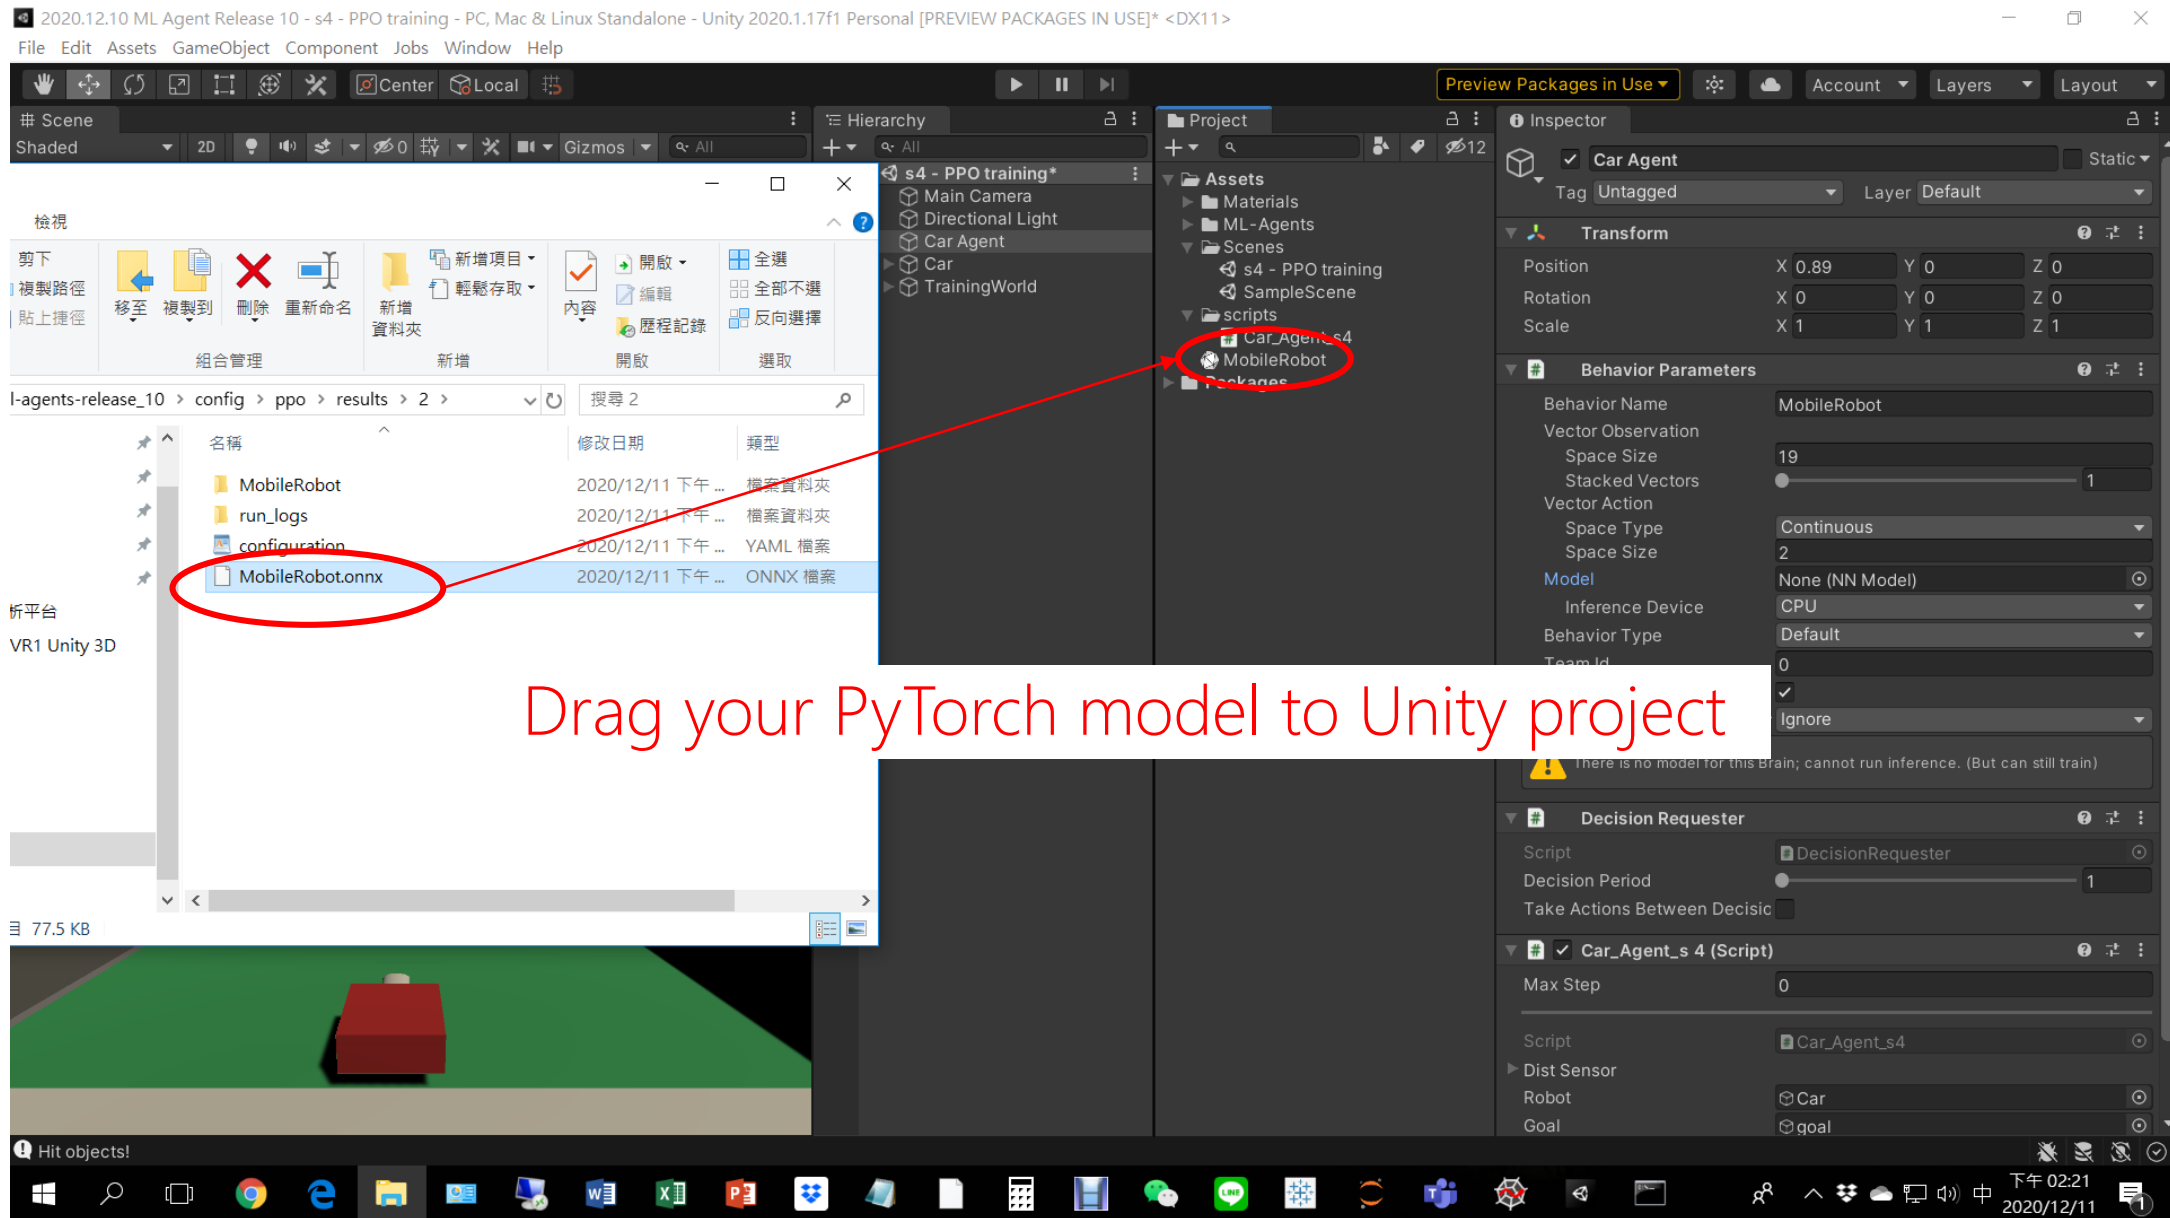 2020.12.10 ML Agent Release 10 - s4 - PPO training - PC, Mac & Linux Standalone - Unity 2020.1.17f1 Personal [PREVIEW PACKAGES IN USE]* <DX11>
File Edit Assets GameObject Component Jobs Window Help
Center Local
Preview Packages in Use Account Layers Layout
Scene
Shaded 2D 0 Gizmos All
檢視
剪下
複製路徑
貼上捷徑
移至 複製到 刪除 重新命名
新增
資料夾
新增項目
輕鬆存取
內容
開啟
編輯
歷程記錄
全選
全部不選
反向選擇
組合管理 新增 開啟 選取
l-agents-release_10 > config > ppo > results > 2 >
搜尋 2
名稱 修改日期 類型
MobileRobot 2020/12/11 下午 ... 檔案資料夾
run_logs 2020/12/11 下午 ... 檔案資料夾
configuration 2020/12/11 下午 ... YAML 檔案
MobileRobot.onnx 2020/12/11 下午 ... ONNX 檔案
析平台
VR1 Unity 3D
77.5 KB
Hierarchy
All
s4 - PPO training*
Main Camera
Directional Light
Car Agent
Car
TrainingWorld
Project
12
Assets
Materials
ML-Agents
Scenes
s4 - PPO training
SampleScene
scripts
Car_Agent_s4
MobileRobot
Packages
Inspector
Car Agent Static
Tag Untagged Layer Default
Transform
Position X 0.89 Y 0 Z 0
Rotation X 0 Y 0 Z 0
Scale X 1 Y 1 Z 1
Behavior Parameters
Behavior Name MobileRobot
Vector Observation
Space Size 19
Stacked Vectors 1
Vector Action
Space Type Continuous
Space Size 2
Model None (NN Model)
Inference Device CPU
Behavior Type Default
Team Id 0
Ignore
There is no model for this Brain; cannot run inference. (But can still train)
Drag your PyTorch model to Unity project
Decision Requester
Script DecisionRequester
Decision Period 1
Take Actions Between Decisic
Car_Agent_s 4 (Script)
Max Step 0
Script Car_Agent_s4
Dist Sensor
Robot Car
Goal goal
Hit objects!
LINE
中
下午 02:21
2020/12/11
1